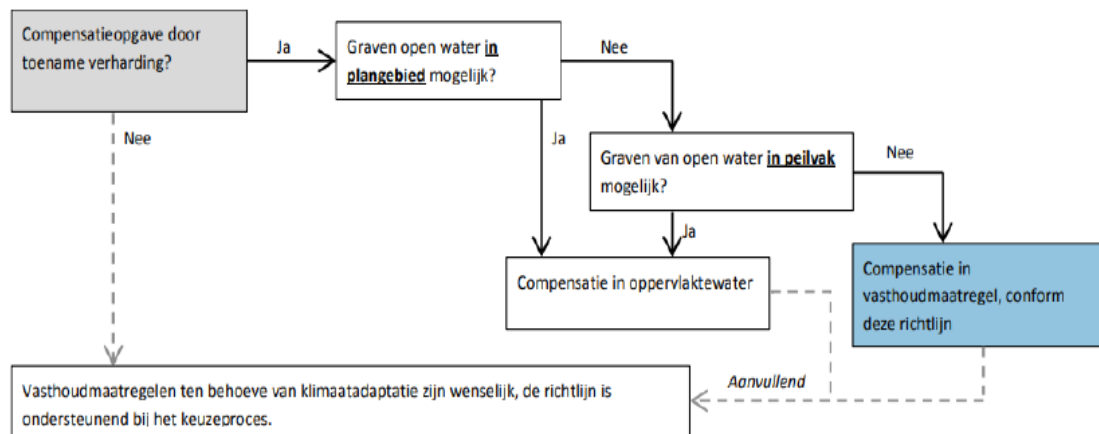 Compensatieopgave door
toename verharding?
Ja
Graven open water in
plangebied mogelijk?
Nee
Nee
Ja
Graven van open water in peilvak
mogelijk?
Nee
Ja
Compensatie in oppervlaktewater
Compensatie in
vasthoudmaatregel, conform
deze richtlijn
Aanvullend
Vasthoudmaatregelen ten behoeve van klimaatadaptatie zijn wenselijk, de richtlijn is
ondersteunend bij het keuzeproces.